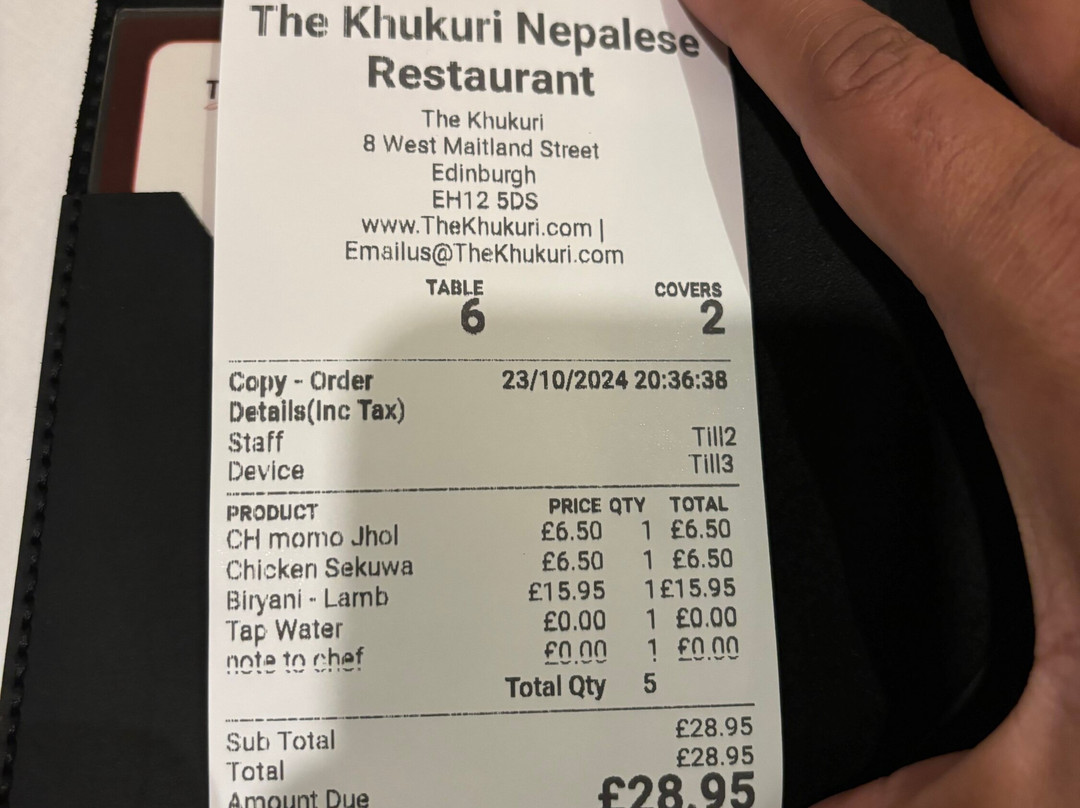 The Khukuri Nepalese
Restaurant
The Khukuri
8 West Maitland Street
Edinburgh
EH12 5DS
www.TheKhukuri.com |
Emailus@TheKhukuri.com
TABLE COVERS
6 2
Copy - Order 23/10/2024 20:36:38
Details(Inc Tax)
Staff Till2
Device Till3
PRODUCT PRICE QTY TOTAL
CH momo Jhol £6.50 1 £6.50
Chicken Sekuwa £6.50 1 £6.50
Biryani - Lamb £15.95 1 £15.95
Tap Water £0.00 1 £0.00
note to chef £0.00 1 £0.00
Total Qty 5
Sub Total £28.95
Total £28.95
Amount Due £28.95